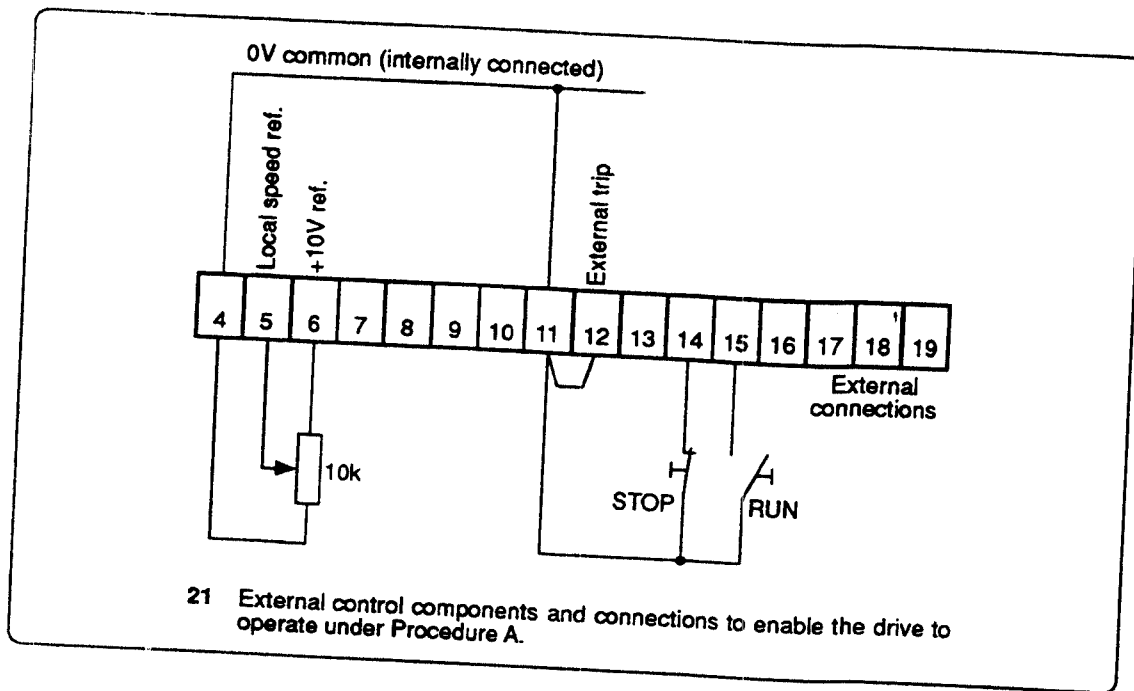 0V common (internally connected)
Local speed ref.
+10V ref.
External trip
4 5 6 7 8 9 10 11 12 13 14 15 16 17 18 19
External
connections
10k
STOP
RUN
21 External control components and connections to enable the drive to
operate under Procedure A.